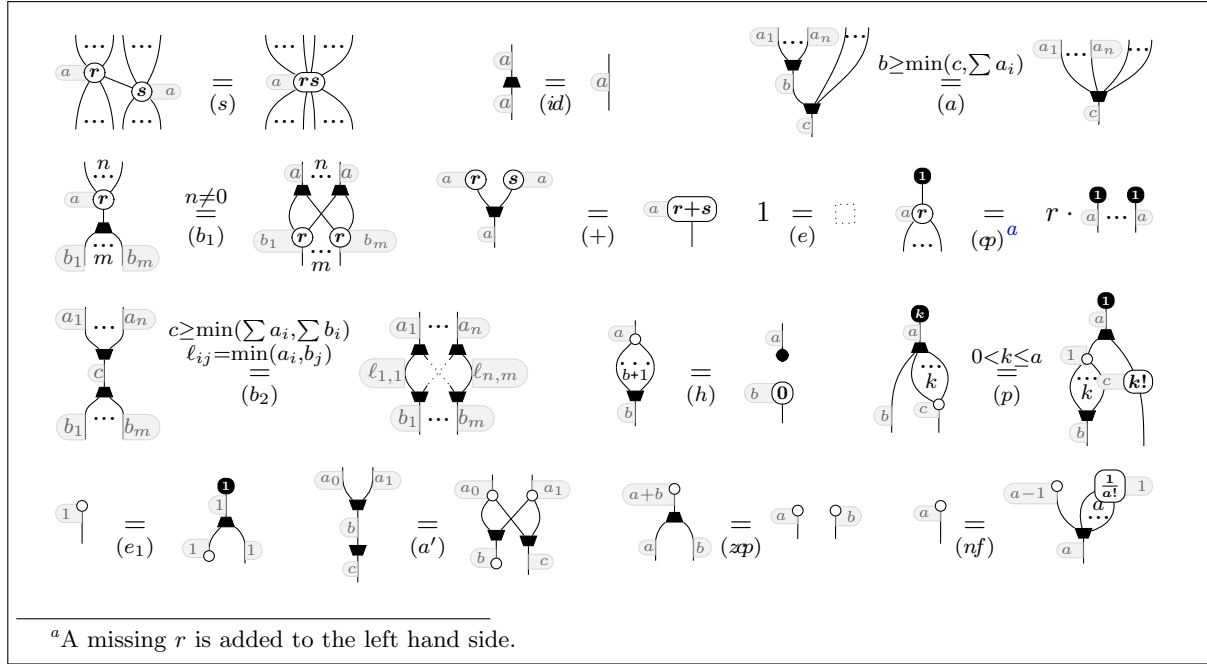 ... ... ... ... a₁ ... aₙ ... a₁ ... aₙ ...
a r s a = (s) a rs ... ... a a = (id) a b c b≥min(c,∑ aᵢ) = (a) c
n ... a r m ... b₁ bₘ n≠0 = (b₁) a n ... a b₁ r r bₘ ... m
a r s a a = (+) a r+s 1 = (e) 1 a r ... = (cp)ᵃ r · 1 1 a ... a
a₁ ... aₙ c b₁ ... bₘ c≥min(∑ aᵢ,∑ bᵢ) ℓᵢⱼ=min(aᵢ,bⱼ) = (b₂) a₁ ... aₙ ℓ₁,₁ ℓₙ,ₘ b₁ ... bₘ
a ... b+1 b = (h) a b 0 k a ... k b c 0<k≤a = (p) 1 a 1 ... k c k! b
1 = (e₁) 1 1 1 1 a₀ a₁ b c = (a′) a₀ a₁ b c
a+b a b = (zcp) a b a = (nf) a−1 1/a! 1 a ... a
ᵃA missing r is added to the left hand side.